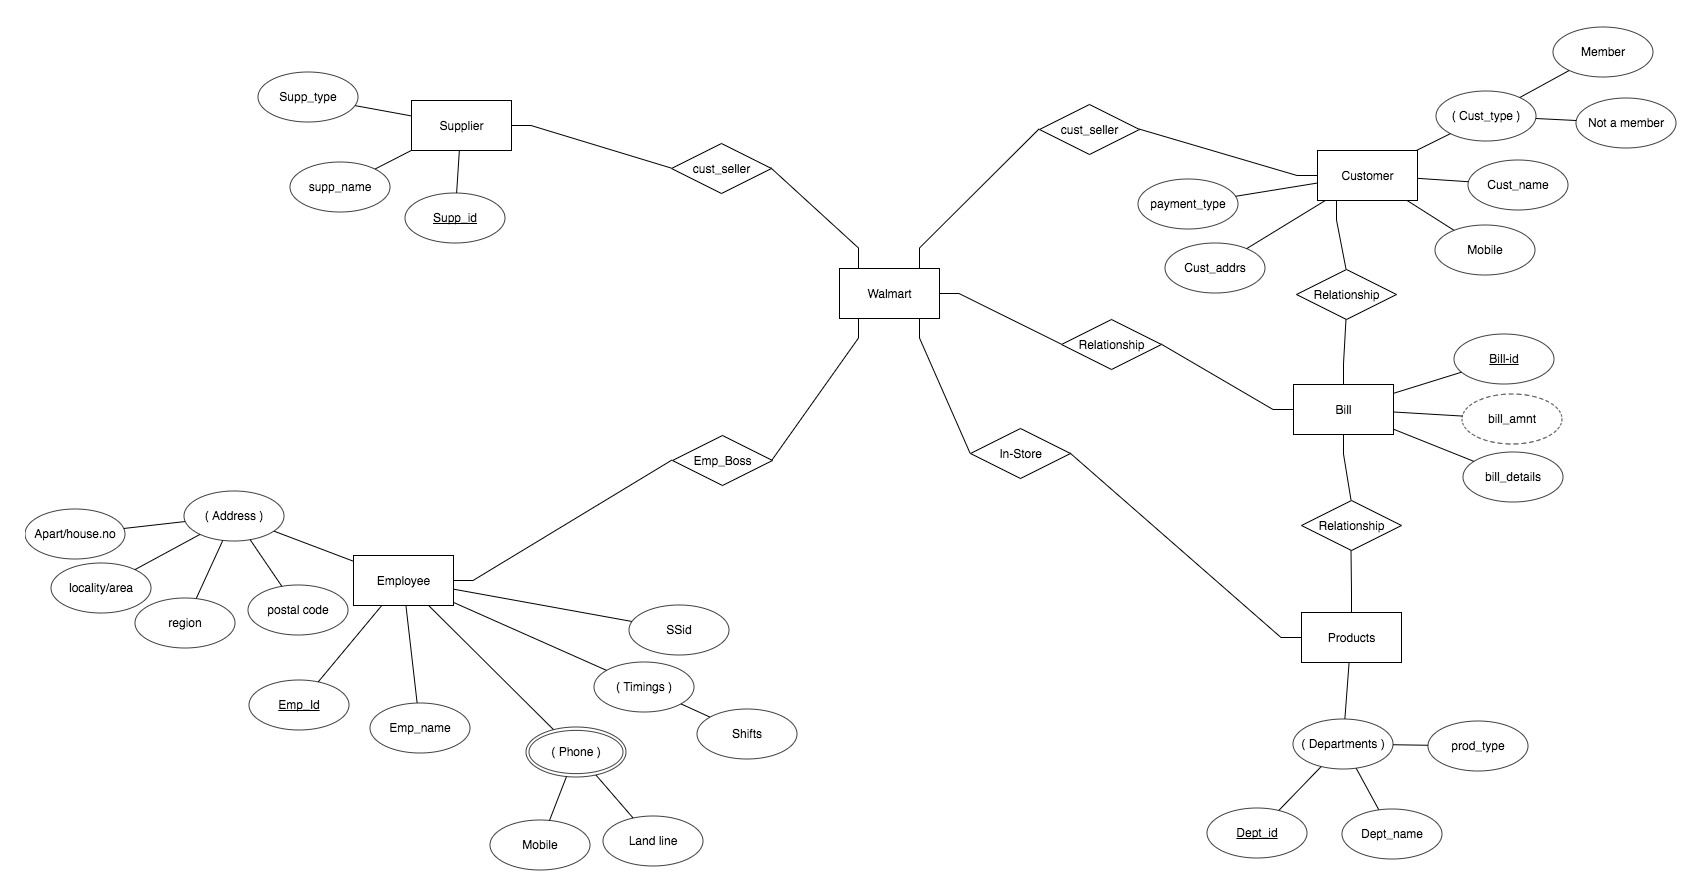 Member
Supp_type
( Cust_type )
Not a member
Supplier
cust_seller
cust_seller
Customer
Cust_name
supp_name
payment_type
Supp_id
Mobile
Cust_addrs
Walmart
Relationship
Relationship
Bill-id
Bill
bill_amnt
Emp_Boss
In-Store
bill_details
( Address )
Apart/house.no
Relationship
locality/area
Employee
postal code
region
SSid
Products
( Timings )
Emp_Id
Emp_name
Shifts
( Phone )
( Departments )
prod_type
Mobile
Land line
Dept_id
Dept_name